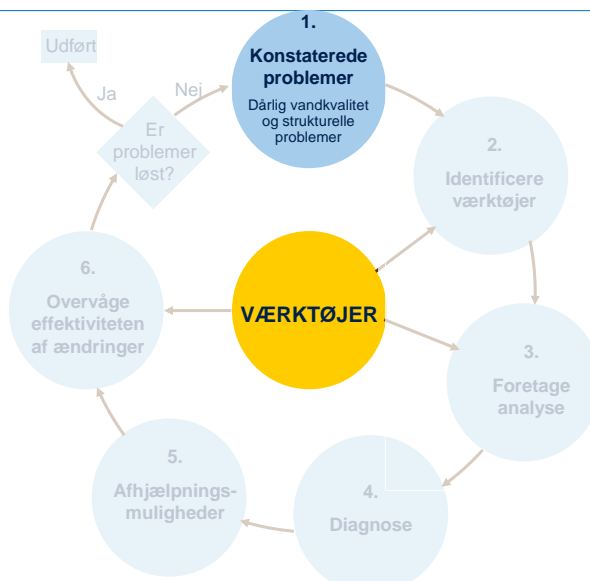 1.
Konstaterede
problemer
Dårlig vandkvalitet
og strukturelle
problemer
2.
Identificere
værktøjer
3.
Foretage
analyse
4.
Diagnose
5.
Afhjælpnings-
muligheder
6.
Overvåge
effektiviteten
af ændringer
Er
problemer
løst?
Nej
Ja
Udført
VÆRKTØJER